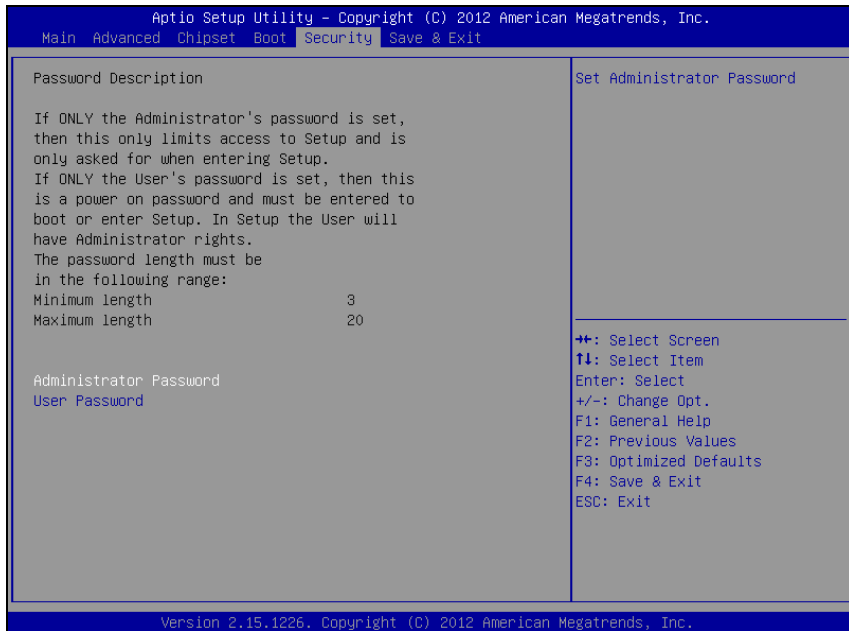 Aptio Setup Utility – Copyright (C) 2012 American Megatrends, Inc.
Main Advanced Chipset Boot Security Save & Exit
Password Description
If ONLY the Administrator's password is set,
then this only limits access to Setup and is
only asked for when entering Setup.
If ONLY the User's password is set, then this
is a power on password and must be entered to
boot or enter Setup. In Setup the User will
have Administrator rights.
The password length must be
in the following range:
Minimum length 3
Maximum length 20
Administrator Password
User Password
Set Administrator Password
→←: Select Screen
↑↓: Select Item
Enter: Select
+/-: Change Opt.
F1: General Help
F2: Previous Values
F3: Optimized Defaults
F4: Save & Exit
ESC: Exit
Version 2.15.1226. Copyright (C) 2012 American Megatrends, Inc.